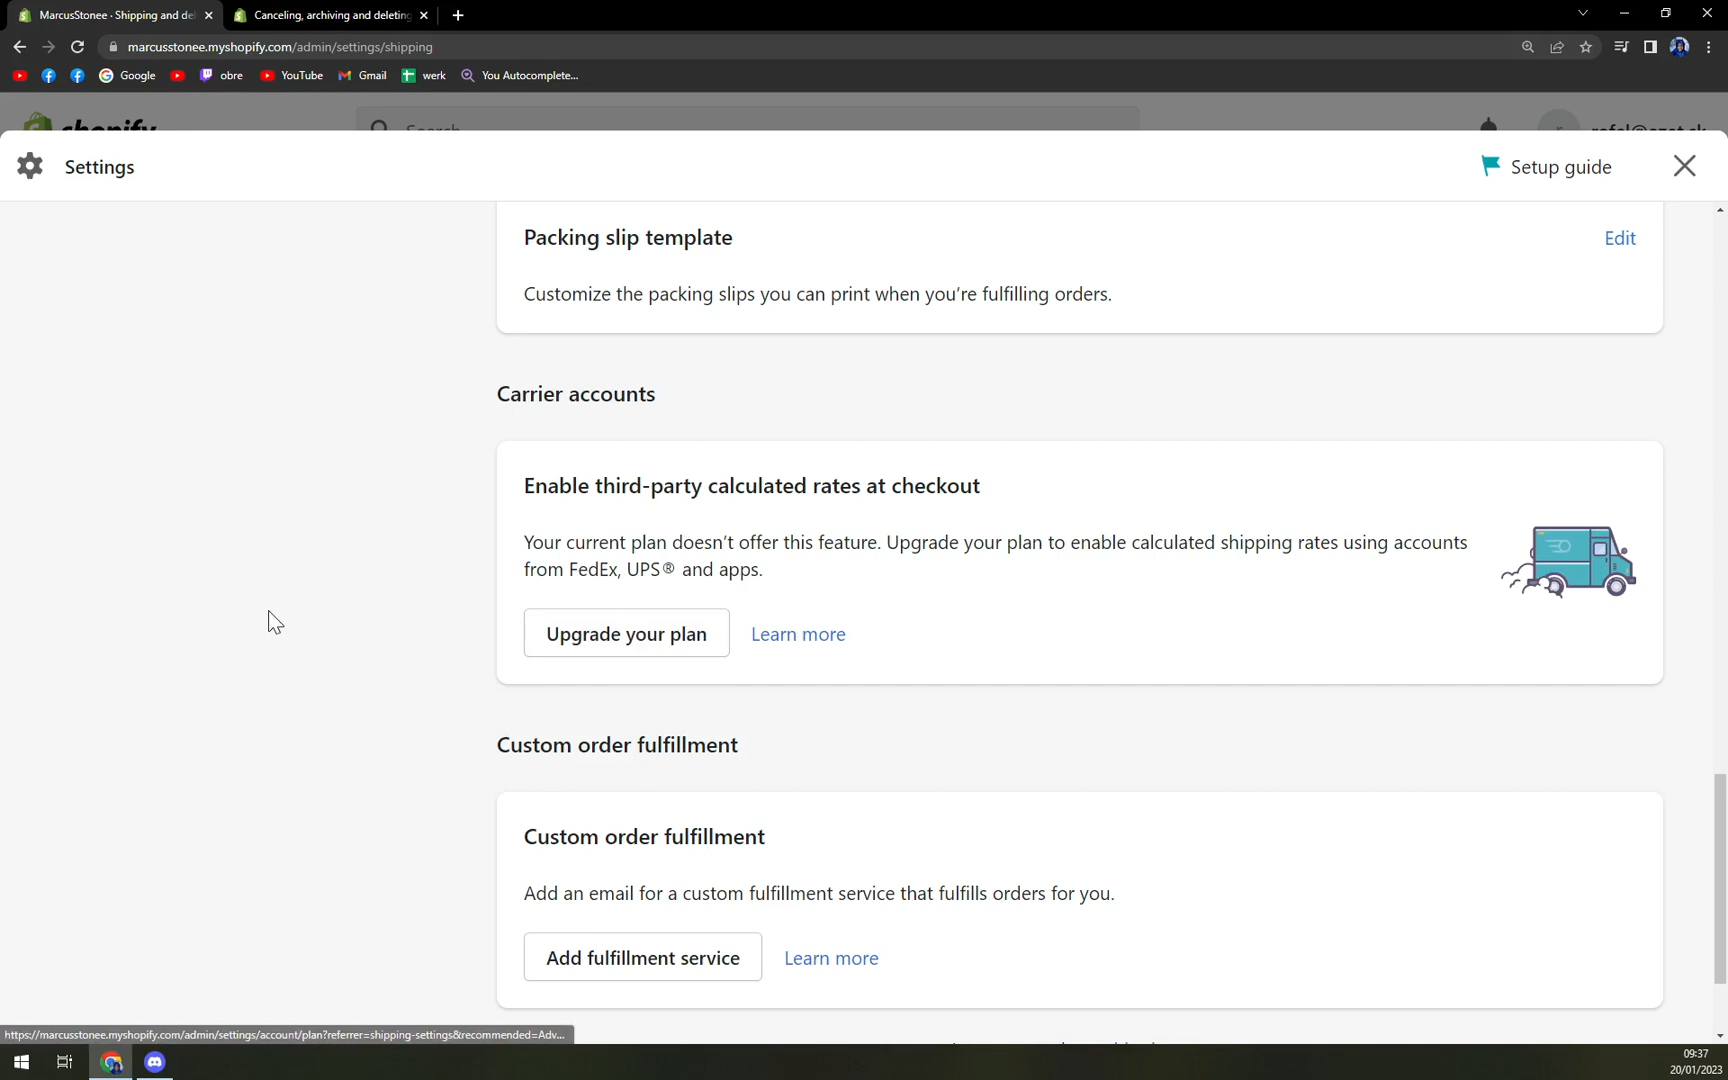 MarcusStonee · Shipping and de
Canceling, archiving and deleting
marcusstonee.myshopify.com/admin/settings/shipping
Google
obre
YouTube
Gmail
werk
You Autocomplete...
shopify
Search
Settings
Setup guide
Packing slip template
Edit
Customize the packing slips you can print when you're fulfilling orders.
Carrier accounts
Enable third-party calculated rates at checkout
Your current plan doesn't offer this feature. Upgrade your plan to enable calculated shipping rates using accounts
from FedEx, UPS® and apps.
Upgrade your plan
Learn more
Custom order fulfillment
Custom order fulfillment
Add an email for a custom fulfillment service that fulfills orders for you.
Add fulfillment service
Learn more
https://marcusstonee.myshopify.com/admin/settings/account/plan?referrer=shipping-settings&recommended=Adv...
09:37
20/01/2023